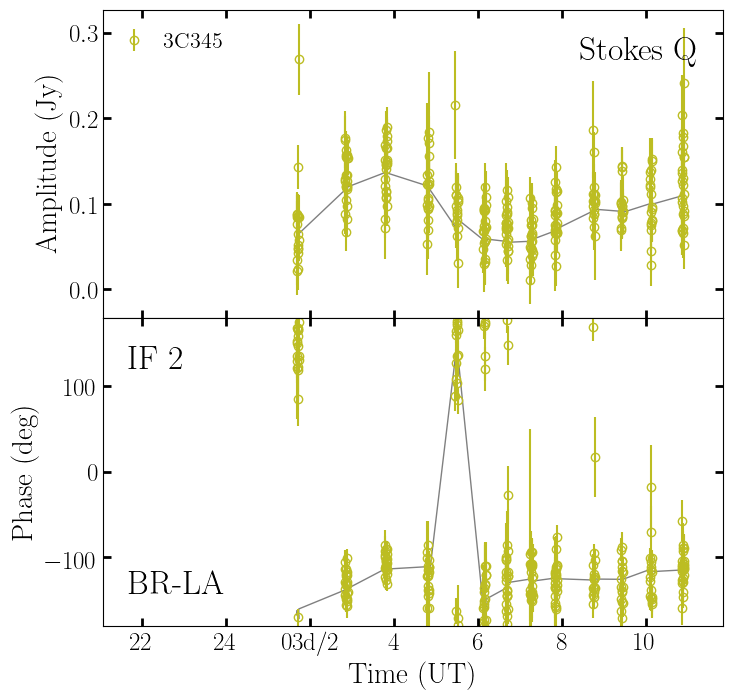 0.3
3C345
Stokes Q
0.2
0.1
0.0
Amplitude (Jy)
IF 2
100
0
−100
Phase (deg)
BR-LA
22 24 03d/2 4 6 8 10
Time (UT)